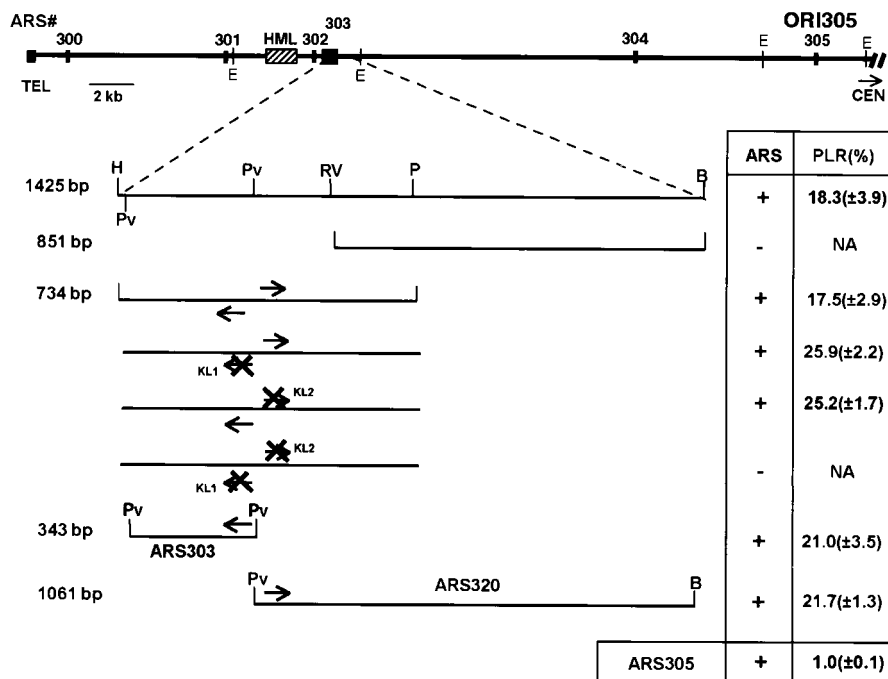 ARS# ORI305
300 301 HML 302 303 304 E 305 E
TEL E E CEN
2 kb
ARS PLR(%)
H Pv RV P B
1425 bp + 18.3(±3.9)
Pv
851 bp - NA
734 bp + 17.5(±2.9)
+ 25.9(±2.2)
KL1
KL2
+ 25.2(±1.7)
KL2
- NA
KL1
Pv Pv
343 bp + 21.0(±3.5)
ARS303
Pv ARS320 B
1061 bp + 21.7(±1.3)
ARS305 + 1.0(±0.1)